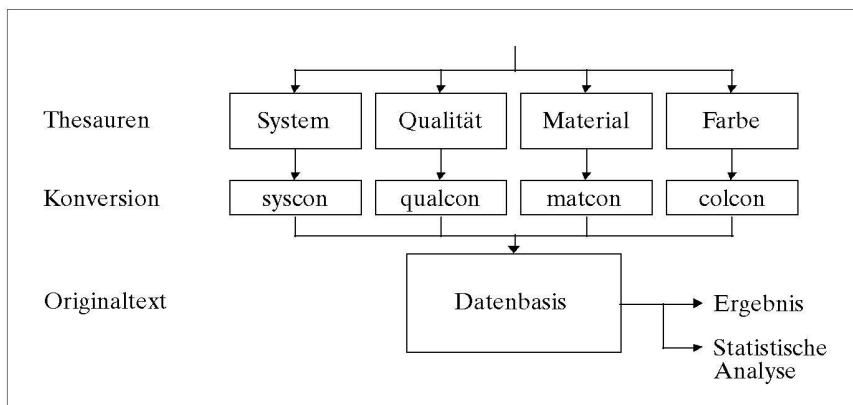 Thesauren System Qualität Material Farbe
Konversion syscon qualcon matcon colcon
Originaltext Datenbasis Ergebnis
Statistische
Analyse